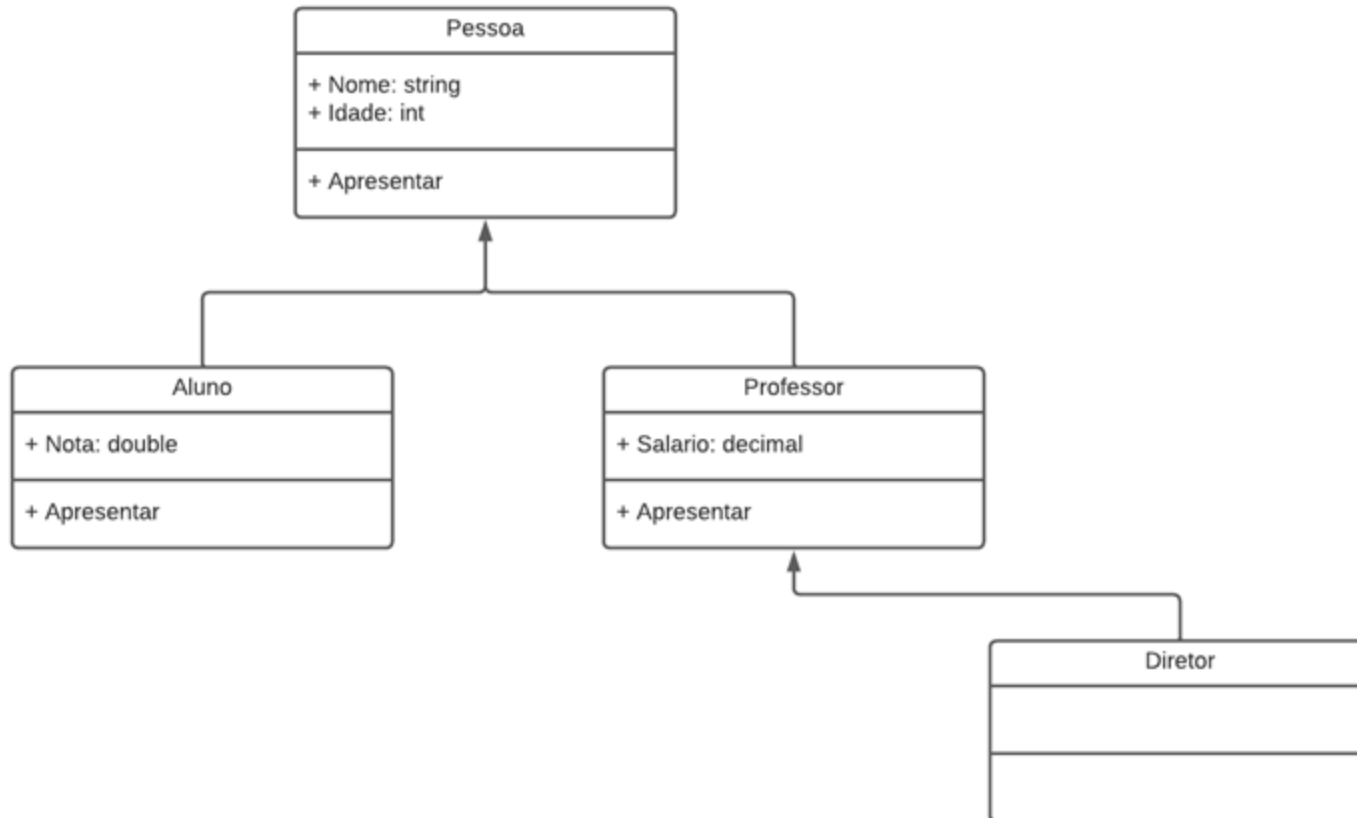 Pessoa
+ Nome: string
+ Idade: int
+ Apresentar
Aluno
+ Nota: double
+ Apresentar
Professor
+ Salario: decimal
+ Apresentar
Diretor